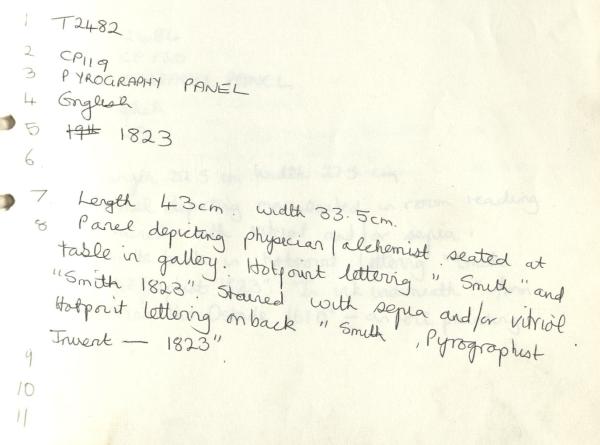 1 T2482
2 CP119
3 PYROGRAPHY PANEL
4 English
5 19th 1823
6
7 Length 43cm. width 33.5cm.
8 Panel depicting physician/alchemist seated at
table in gallery. Hotpoint lettering "Smith" and
"Smith 1823". Stained with sepia and/or vitriol.
Hotpoint lettering on back "Smith, Pyrographist
Invent — 1823".
9
10
11